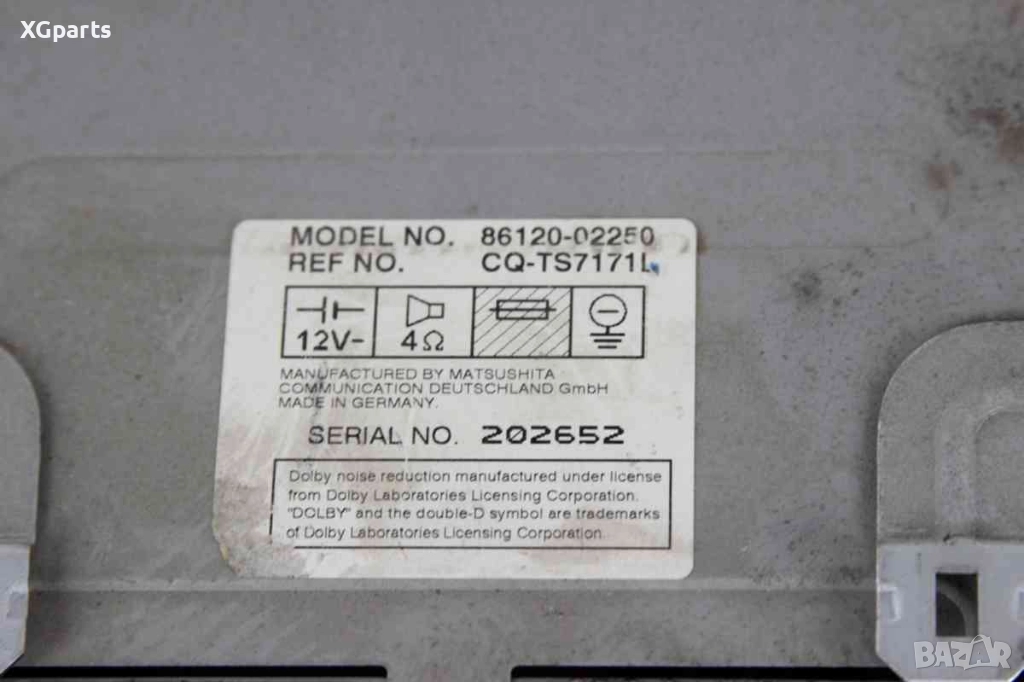 XGparts
MODEL NO. 86120-02250
REF NO. CQ-TS7171L
12V-
4Ω
MANUFACTURED BY MATSUSHITA
COMMUNICATION DEUTSCHLAND GmbH
MADE IN GERMANY.
SERIAL NO. 202652
Dolby noise reduction manufactured under license
from Dolby Laboratories Licensing Corporation.
"DOLBY" and the double-D symbol are trademarks
of Dolby Laboratories Licensing Corporation.
BAZAR